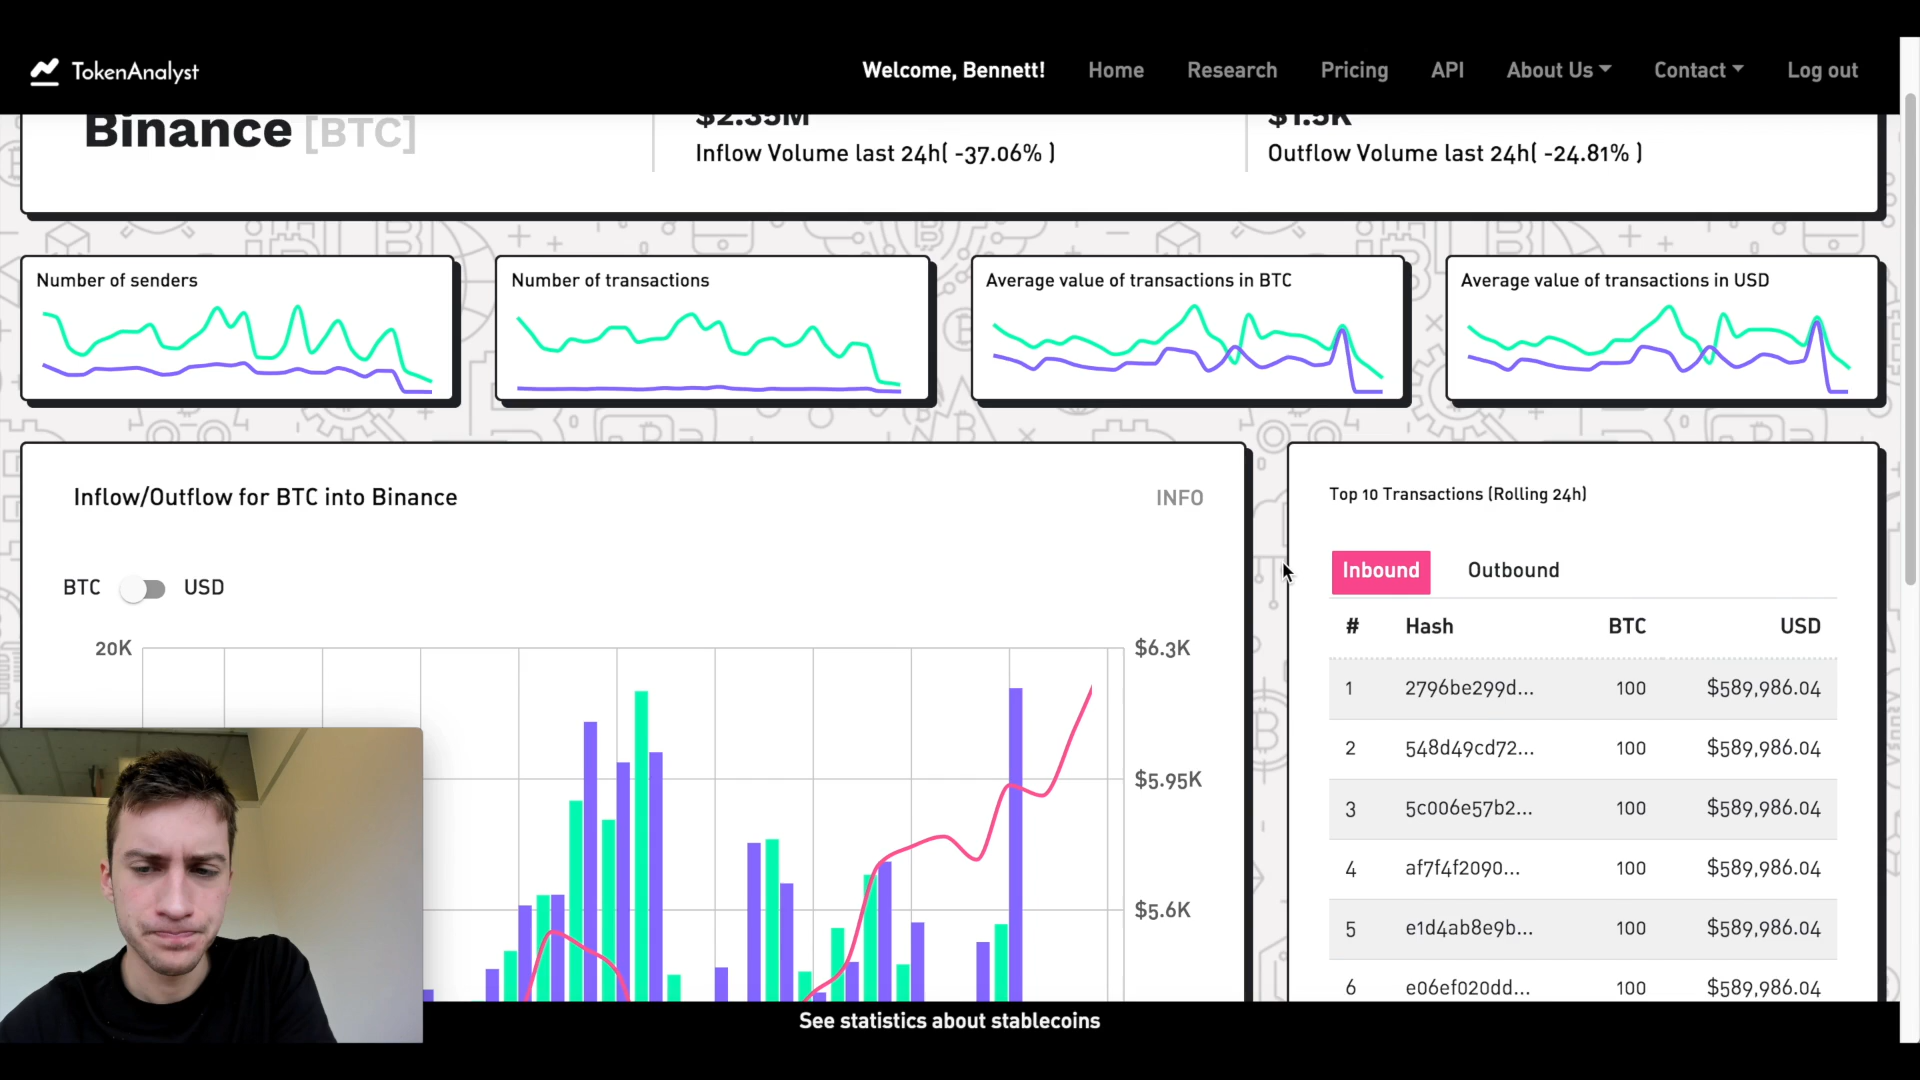 TokenAnalyst
Welcome, Bennett!
Home
Research
Pricing
API
About Us
Contact
Log out
Binance [BTC]
$2.35M
Inflow Volume last 24h( -37.06% )
$1.5K
Outflow Volume last 24h( -24.81% )
Number of senders
Number of transactions
Average value of transactions in BTC
Average value of transactions in USD
Inflow/Outflow for BTC into Binance
INFO
BTC
USD
20K
$6.3K
$5.95K
$5.6K
Top 10 Transactions (Rolling 24h)
Inbound
Outbound
# Hash BTC USD
1 2796be299d... 100 $589,986.04
2 548d49cd72... 100 $589,986.04
3 5c006e57b2... 100 $589,986.04
4 af7f4f2090... 100 $589,986.04
5 e1d4ab8e9b... 100 $589,986.04
6 e06ef020dd... 100 $589,986.04
See statistics about stablecoins